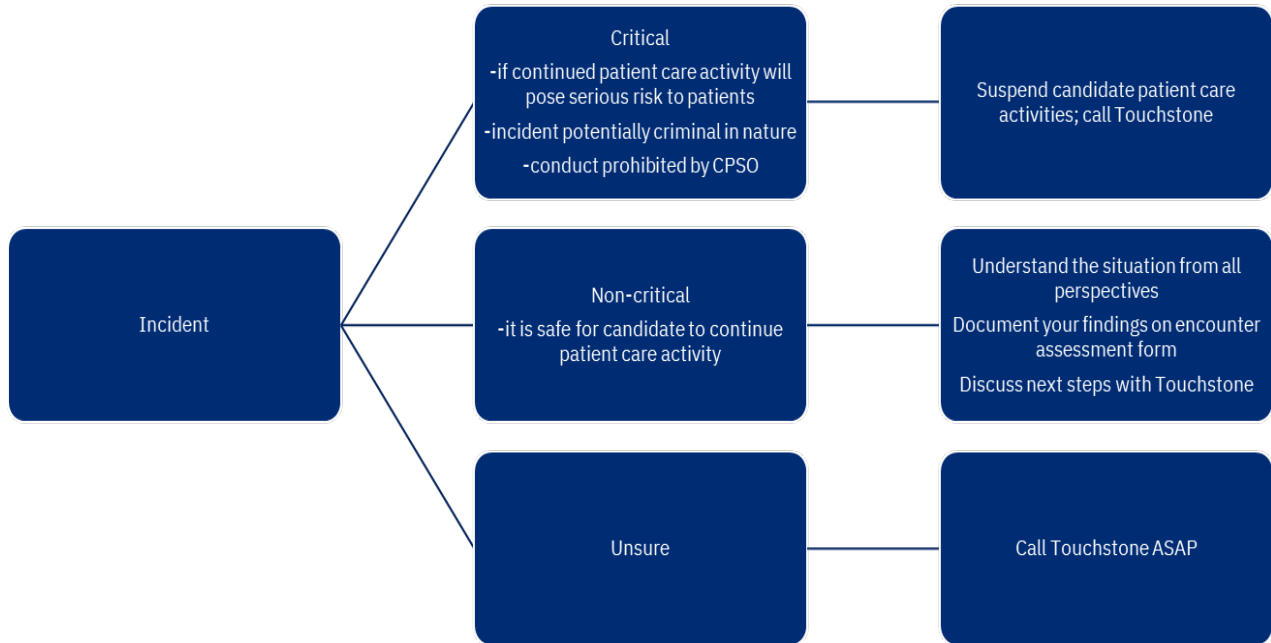 Incident
Critical
-if continued patient care activity will
pose serious risk to patients
-incident potentially criminal in nature
-conduct prohibited by CPSO
Suspend candidate patient care
activities; call Touchstone
Non-critical
-it is safe for candidate to continue
patient care activity
Understand the situation from all
perspectives
Document your findings on encounter
assessment form
Discuss next steps with Touchstone
Unsure
Call Touchstone ASAP